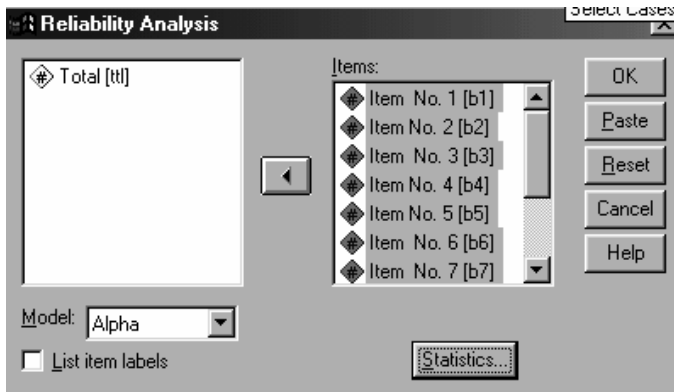 Select Cases
Reliability Analysis
Total [ttl]
Items:
Item No. 1 [b1]
Item No. 2 [b2]
Item No. 3 [b3]
Item No. 4 [b4]
Item No. 5 [b5]
Item No. 6 [b6]
Item No. 7 [b7]
OK
Paste
Reset
Cancel
Help
Model:
Alpha
List item labels
Statistics...